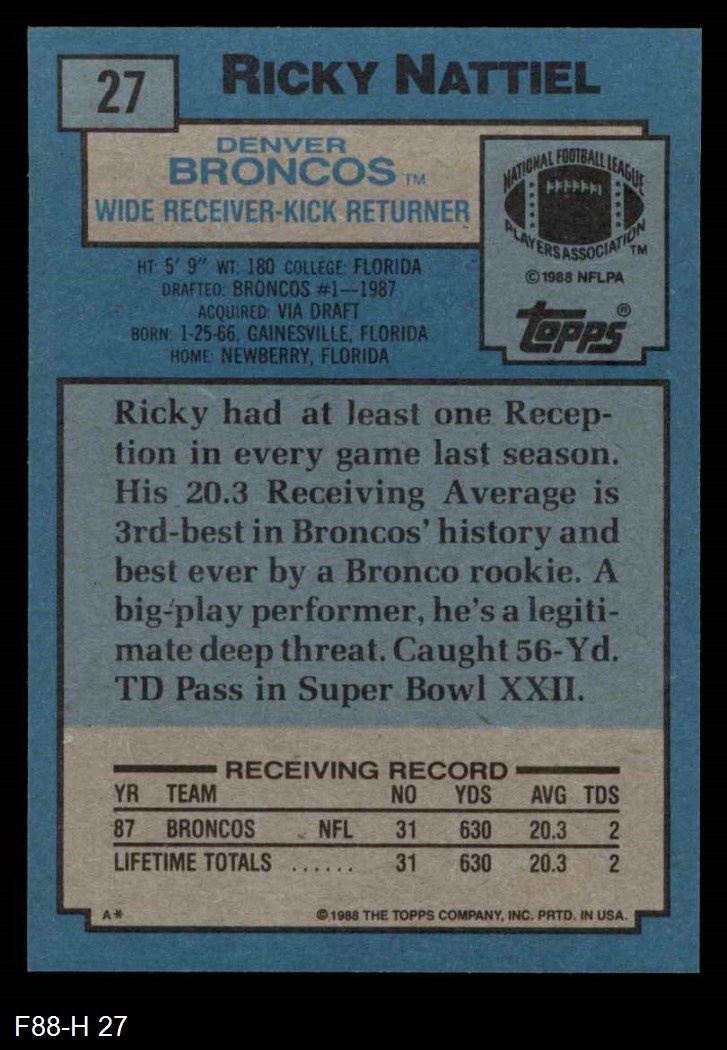 27
RICKY NATTIEL
DENVER
BRONCOS™
WIDE RECEIVER-KICK RETURNER
NATIONAL FOOTBALL LEAGUE
PLAYERS ASSOCIATION™
©1988 NFLPA
topps®
HT: 5' 9" WT: 180 COLLEGE: FLORIDA
DRAFTED: BRONCOS #1—1987
ACQUIRED: VIA DRAFT
BORN: 1-25-66, GAINESVILLE, FLORIDA
HOME: NEWBERRY, FLORIDA
Ricky had at least one Recep-
tion in every game last season.
His 20.3 Receiving Average is
3rd-best in Broncos' history and
best ever by a Bronco rookie. A
big-play performer, he's a legiti-
mate deep threat. Caught 56-Yd.
TD Pass in Super Bowl XXII.
RECEIVING RECORD
YR TEAM NO YDS AVG TDS
87 BRONCOS NFL 31 630 20.3 2
LIFETIME TOTALS ...... 31 630 20.3 2
A* ©1988 THE TOPPS COMPANY, INC. PRTD. IN USA.
F88-H 27